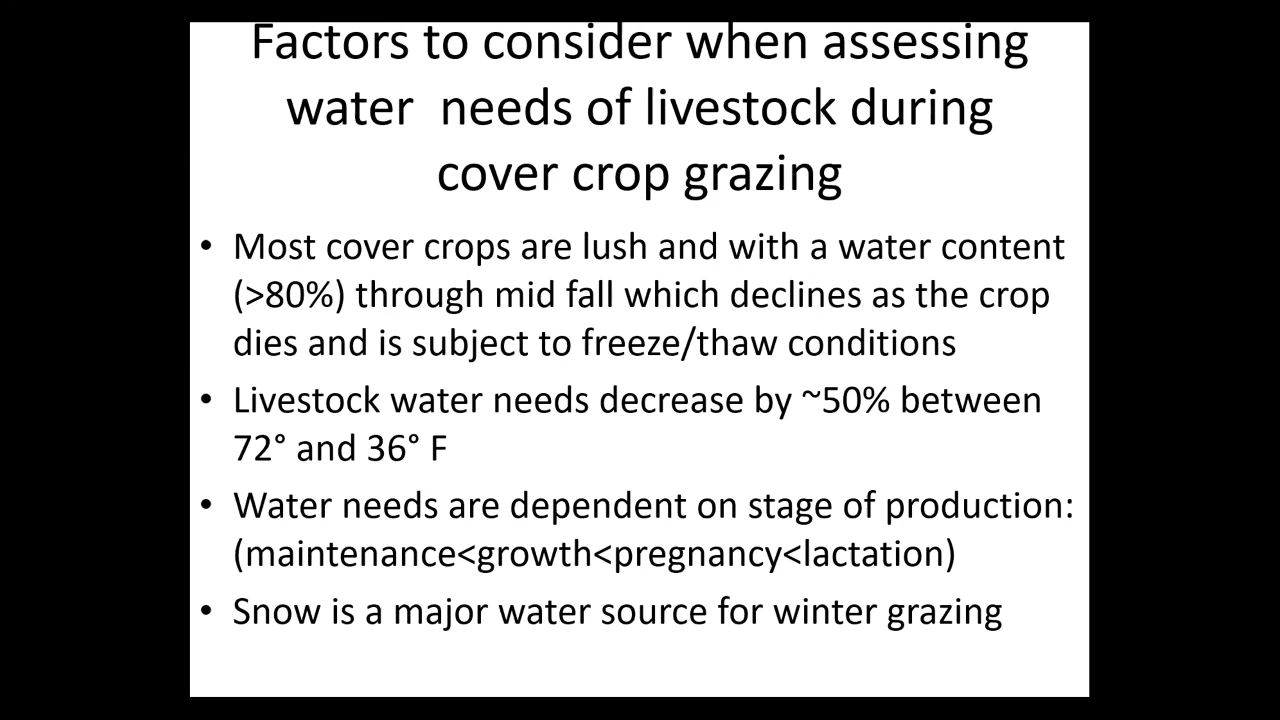 Factors to consider when assessing
water  needs of livestock during
cover crop grazing
• Most cover crops are lush and with a water content
(>80%) through mid fall which declines as the crop
dies and is subject to freeze/thaw conditions
• Livestock water needs decrease by ~50% between
72° and 36° F
• Water needs are dependent on stage of production:
(maintenance<growth<pregnancy<lactation)
• Snow is a major water source for winter grazing